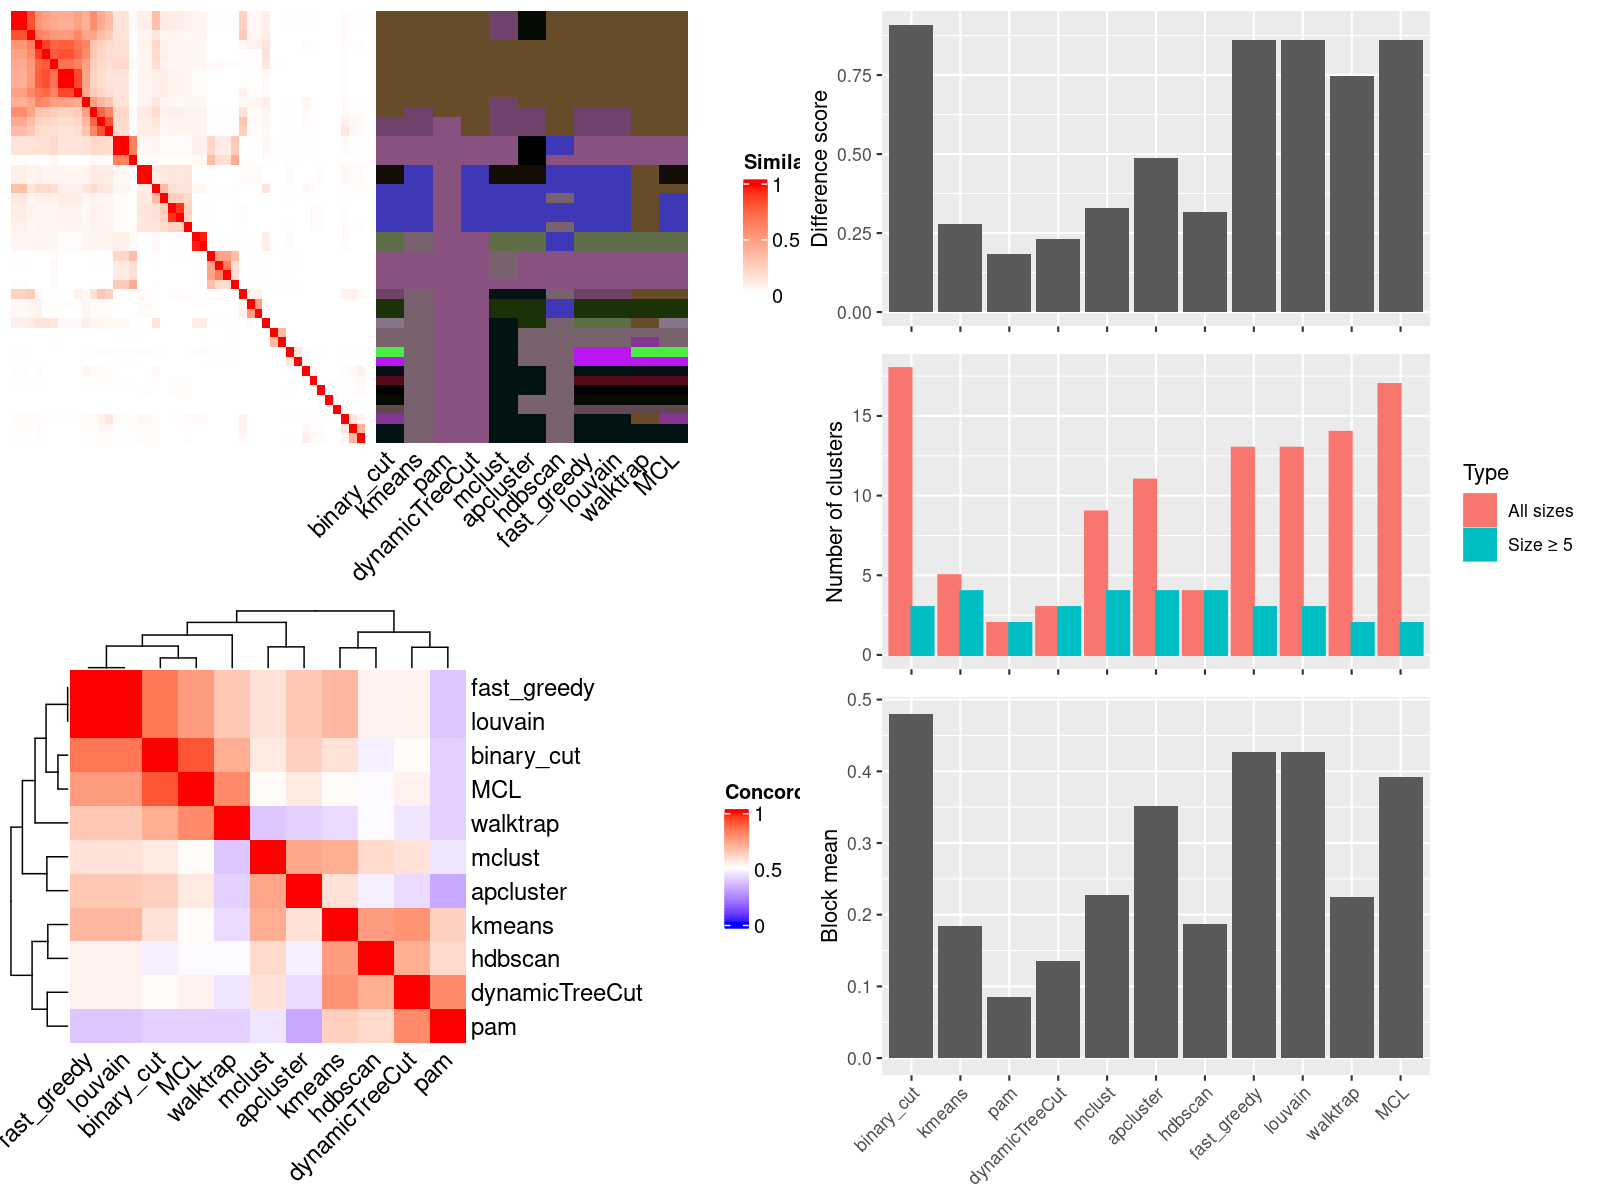 Simila
1
0.5
0
binary_cut
kmeans
pam
dynamicTreeCut
mclust
apcluster
hdbscan
fast_greedy
louvain
walktrap
MCL
fast_greedy
louvain
binary_cut
MCL
walktrap
mclust
apcluster
kmeans
hdbscan
dynamicTreeCut
pam
fast_greedy
louvain
binary_cut
MCL
walktrap
mclust
apcluster
kmeans
hdbscan
dynamicTreeCut
pam
Concord
1
0.5
0
Difference score
0.75
0.50
0.25
0.00
Number of clusters
15
10
5
0
Type
All sizes
Size ≥ 5
Block mean
0.5
0.4
0.3
0.2
0.1
0.0
binary_cut
kmeans
pam
dynamicTreeCut
mclust
apcluster
hdbscan
fast_greedy
louvain
walktrap
MCL